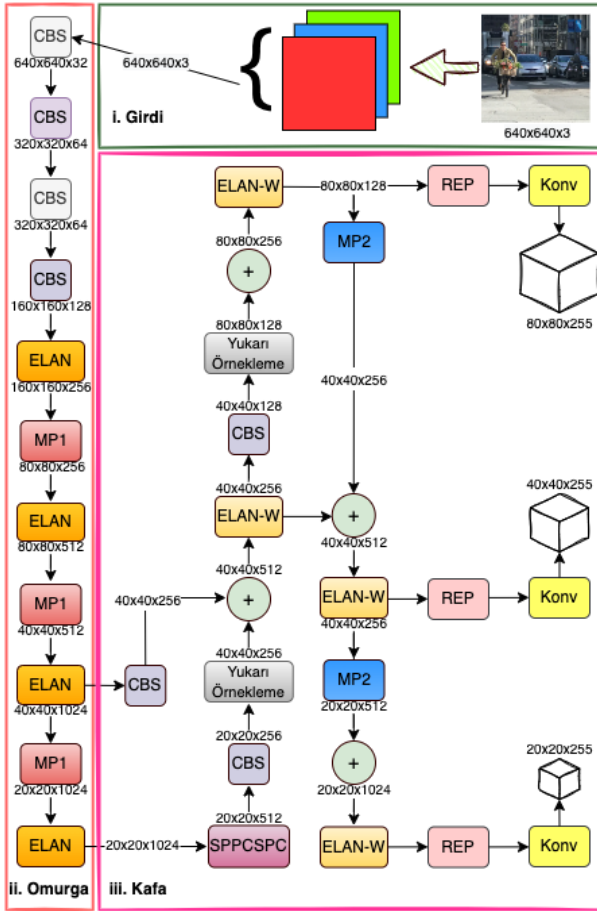 CBS
640x640x32
CBS
320x320x64
CBS
320x320x64
CBS
160x160x128
ELAN
160x160x256
MP1
80x80x256
ELAN
80x80x512
MP1
40x40x512
ELAN
40x40x1024
MP1
20x20x1024
ELAN
ii. Omurga
640x640x3
i. Girdi
640x640x3
ELAN-W
80x80x128
REP
Konv
80x80x255
MP2
80x80x256
+
80x80x128
Yukarı
Örnekleme
40x40x128
CBS
40x40x256
40x40x256
ELAN-W
+
40x40x512
40x40x255
40x40x512
40x40x256
+
CBS
ELAN-W
REP
Konv
40x40x256
40x40x256
Yukarı
Örnekleme
MP2
20x20x512
20x20x256
CBS
+
20x20x1024
20x20x255
20x20x512
20x20x1024
SPPCSPC
ELAN-W
REP
Konv
iii. Kafa